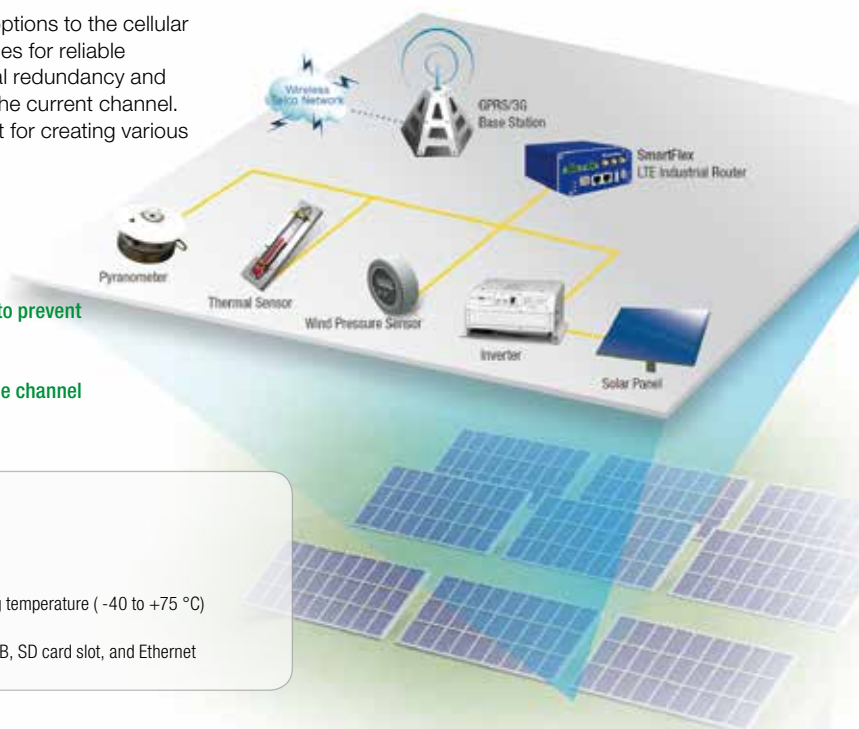 options to the cellular
es for reliable
al redundancy and
he current channel.
t for creating various
Wireless
Telco Network
GPRS/3G
Base Station
SmartFlex
LTE Industrial Router
Pyranometer
Thermal Sensor
Wind Pressure Sensor
Inverter
Solar Panel
to prevent
e channel
g temperature ( -40 to +75 °C)
B, SD card slot, and Ethernet